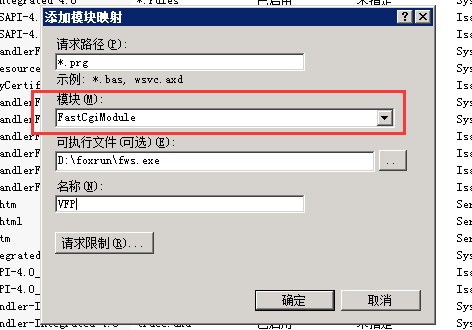 添加模块映射
请求路径(P):
*.prg
示例: *.bas, wsvc.axd
模块(M):
FastCgiModule
可执行文件(可选)(E):
D:\foxrun\fws.exe
..
名称(N):
VFP
请求限制(R)...
确定
取消